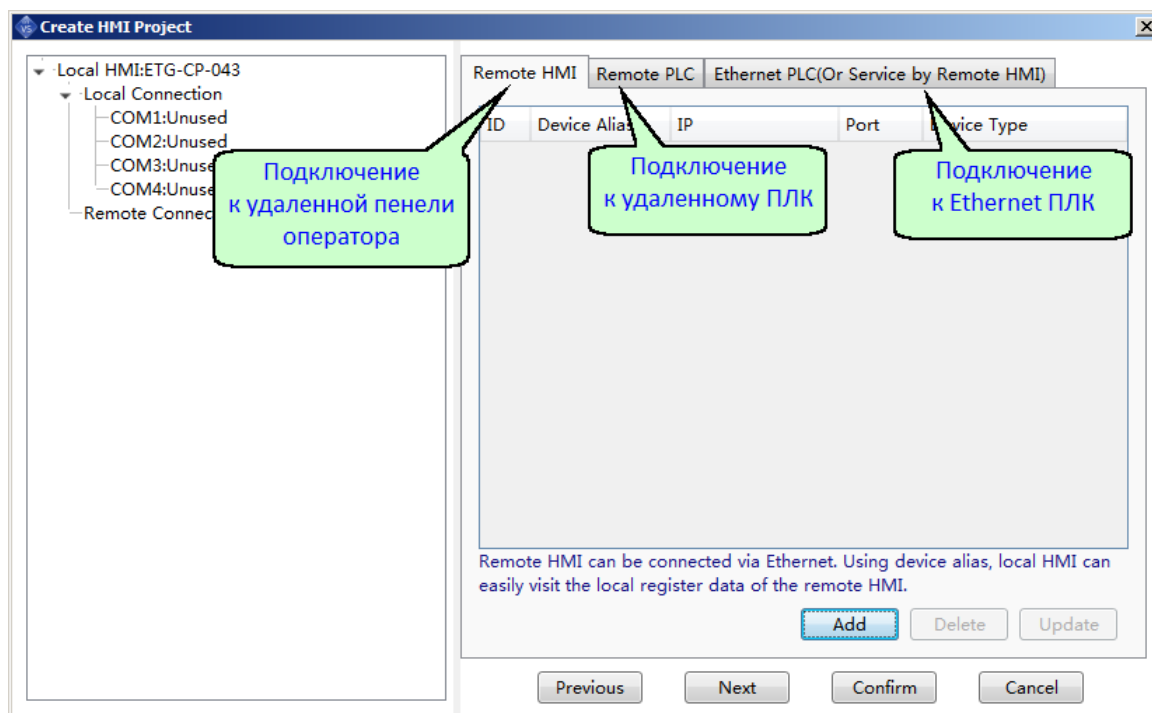 Create HMI Project
Local HMI:ETG-CP-043
Local Connection
COM1:Unused
COM2:Unused
COM3:Unuse
COM4:Unuse
Remote Connec
Remote HMI
Remote PLC
Ethernet PLC(Or Service by Remote HMI)
ID
Device Alias
IP
Port
Device Type
Подключение
к удаленной пенели
оператора
Подключение
к удаленному ПЛК
Подключение
к Ethernet ПЛК
Remote HMI can be connected via Ethernet. Using device alias, local HMI can
easily visit the local register data of the remote HMI.
Add
Delete
Update
Previous
Next
Confirm
Cancel